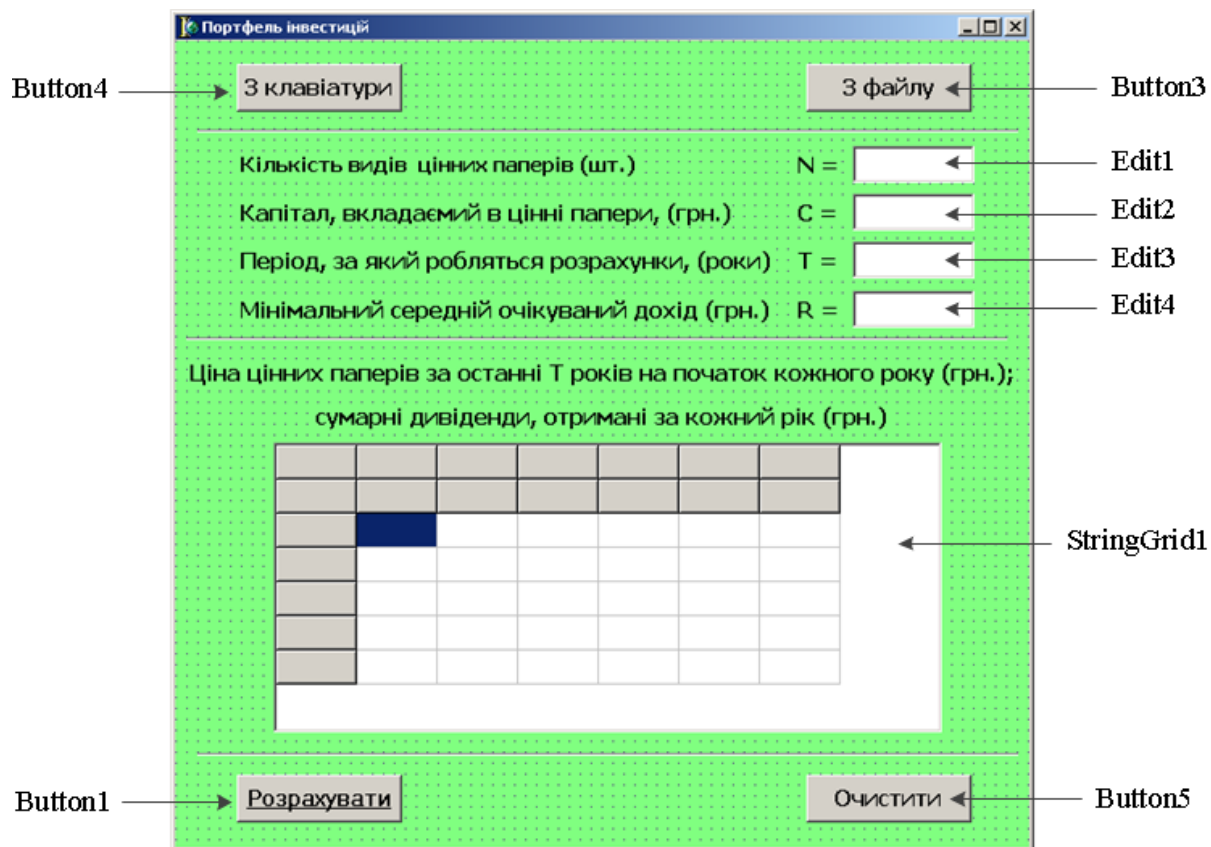 Портфель інвестицій
Button4 З клавіатури З файлу Button3
Кількість видів цінних паперів (шт.) N = Edit1
Капітал, вкладаємий в цінні папери, (грн.) C = Edit2
Період, за який робляться розрахунки, (роки) T = Edit3
Мінімальний середній очікуваний дохід (грн.) R = Edit4
Ціна цінних паперів за останні Т років на початок кожного року (грн.);
сумарні дивіденди, отримані за кожний рік (грн.)
StringGrid1
Button1 Розрахувати Очистити Button5